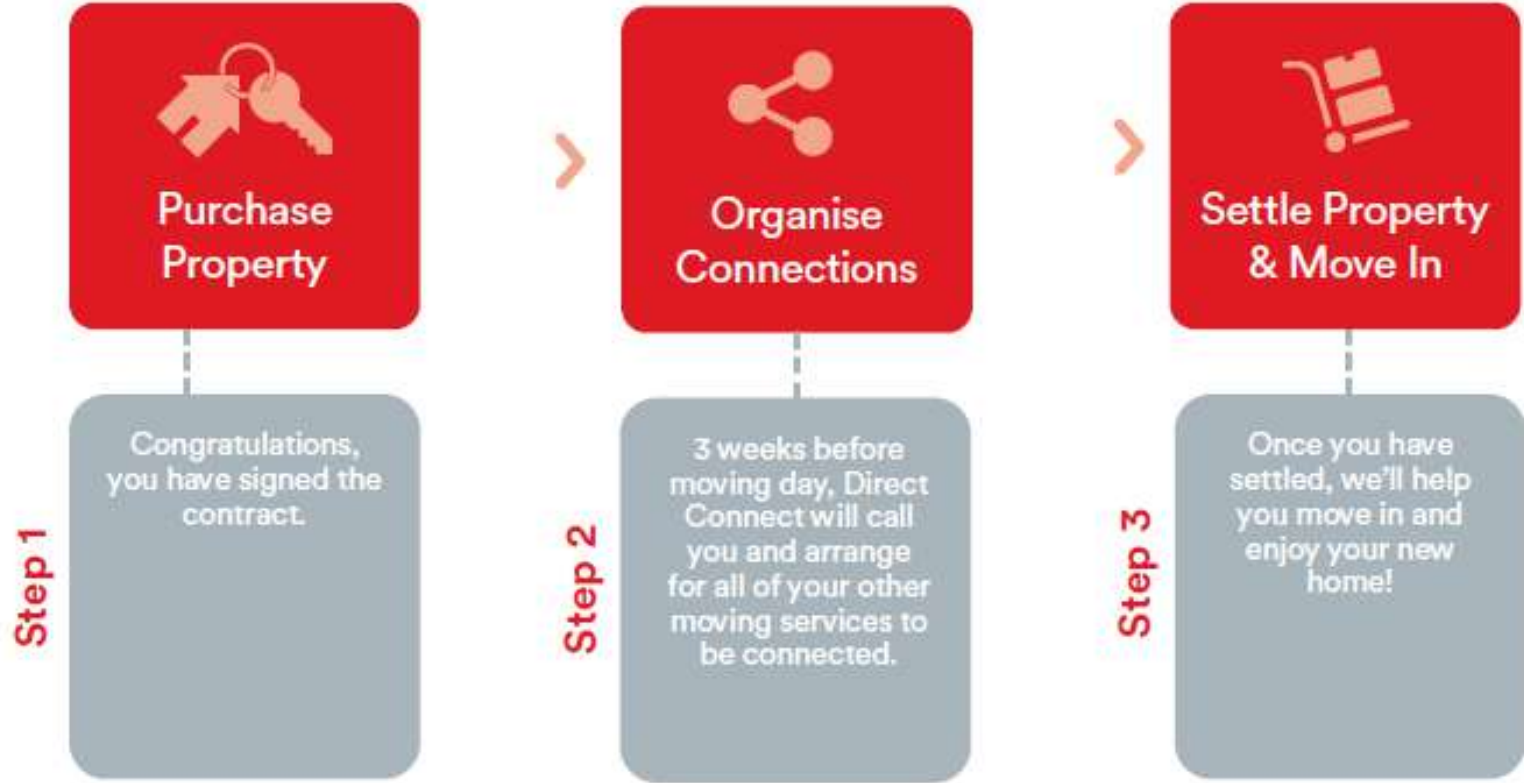 Purchase
Property
Step 1
Congratulations,
you have signed the
contract.
Organise
Connections
Step 2
3 weeks before
moving day, Direct
Connect will call
you and arrange
for all of your other
moving services to
be connected.
Settle Property
& Move In
Step 3
Once you have
settled, we'll help
you move in and
enjoy your new
home!